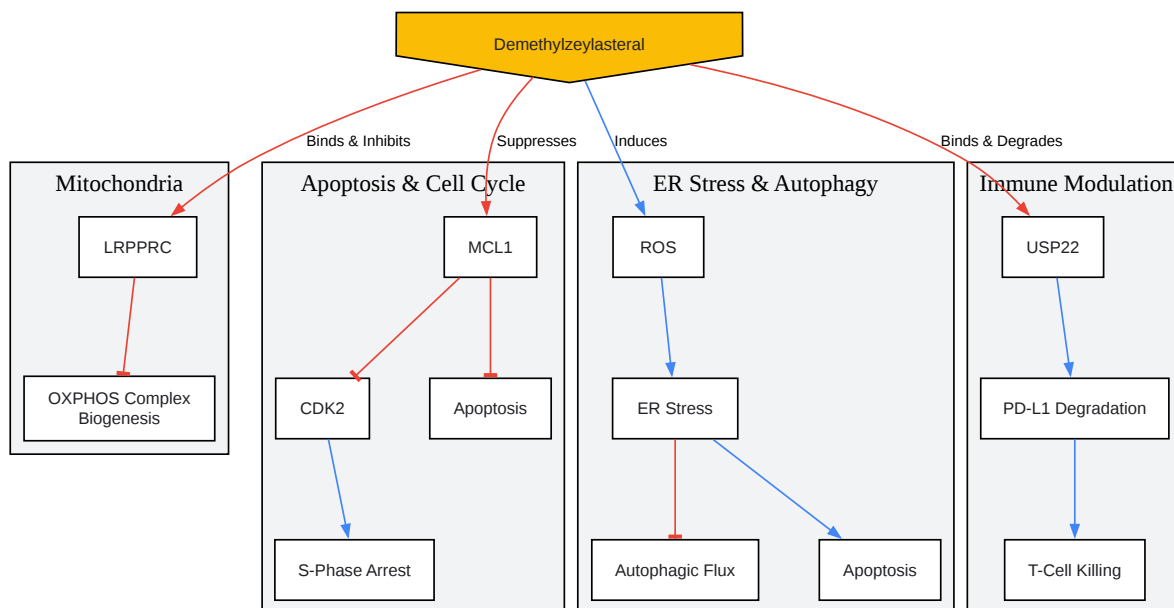 Demethylzeylasteral
Binds & Inhibits
Suppresses
Induces
Binds & Degrades
Mitochondria
Apoptosis & Cell Cycle
ER Stress & Autophagy
Immune Modulation
LRPPRC
MCL1
ROS
USP22
OXPHOS Complex
Biogenesis
CDK2
Apoptosis
ER Stress
PD-L1 Degradation
S-Phase Arrest
Autophagic Flux
Apoptosis
T-Cell Killing